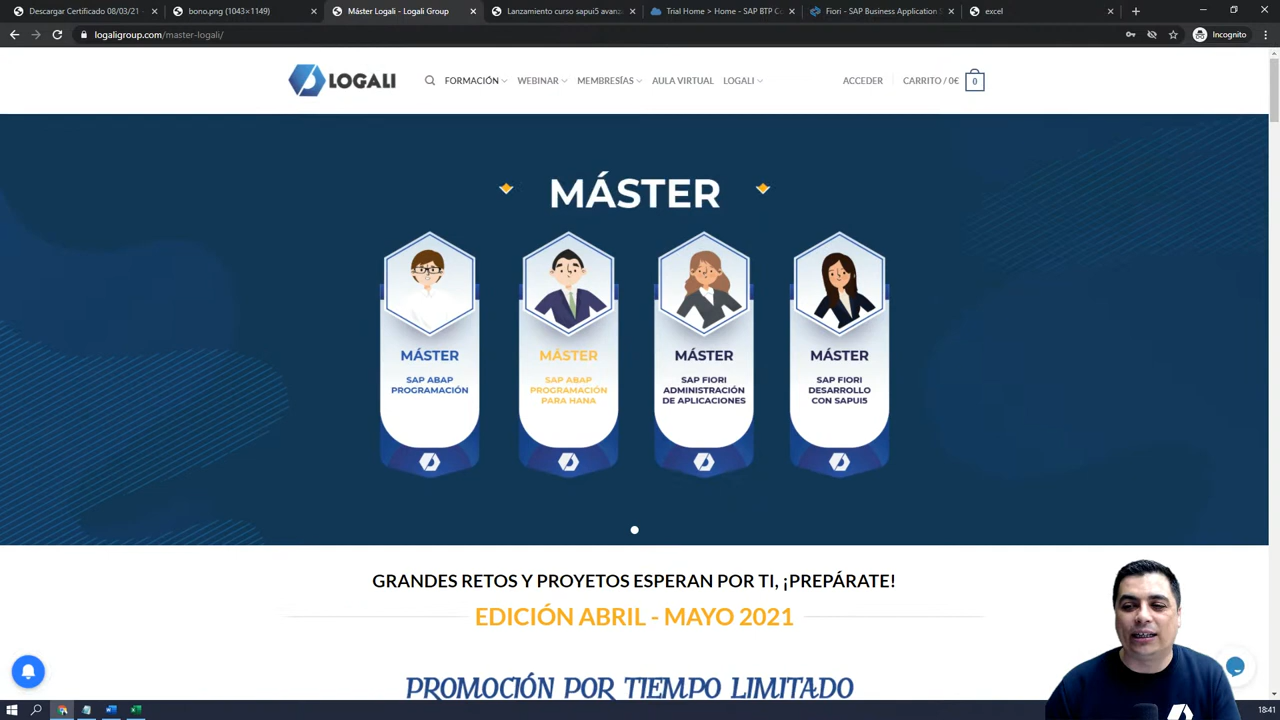 Descargar Certificado 08/03/21 -
bono.png (1043×1149)
Máster Logali - Logali Group
Lanzamiento curso sapui5 avanz
Trial Home > Home - SAP BTP C
Fiori - SAP Business Application S
excel
logaligroup.com/master-logali/
Incognito
LOGALI
FORMACIÓN
WEBINAR
MEMBRESÍAS
AULA VIRTUAL
LOGALI
ACCEDER
CARRITO / 0€
0
MÁSTER
MÁSTER
SAP ABAP
PROGRAMACIÓN
MÁSTER
SAP ABAP
PROGRAMACIÓN
PARA HANA
MÁSTER
SAP FIORI
ADMINISTRACIÓN
DE APLICACIONES
MÁSTER
SAP FIORI
DESARROLLO
CON SAPUI5
GRANDES RETOS Y PROYETOS ESPERAN POR TI, ¡PREPÁRATE!
EDICIÓN ABRIL - MAYO 2021
PROMOCIÓN POR TIEMPO LIMITADO
18:41